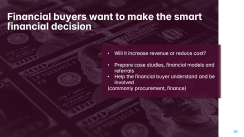 Financial buyers want to make the smart
financial decision
• Will it increase revenue or reduce cost?
• Prepare case studies, financial models and
referrals
• Help the financial buyer understand and be
involved
(commonly procurement, finance)